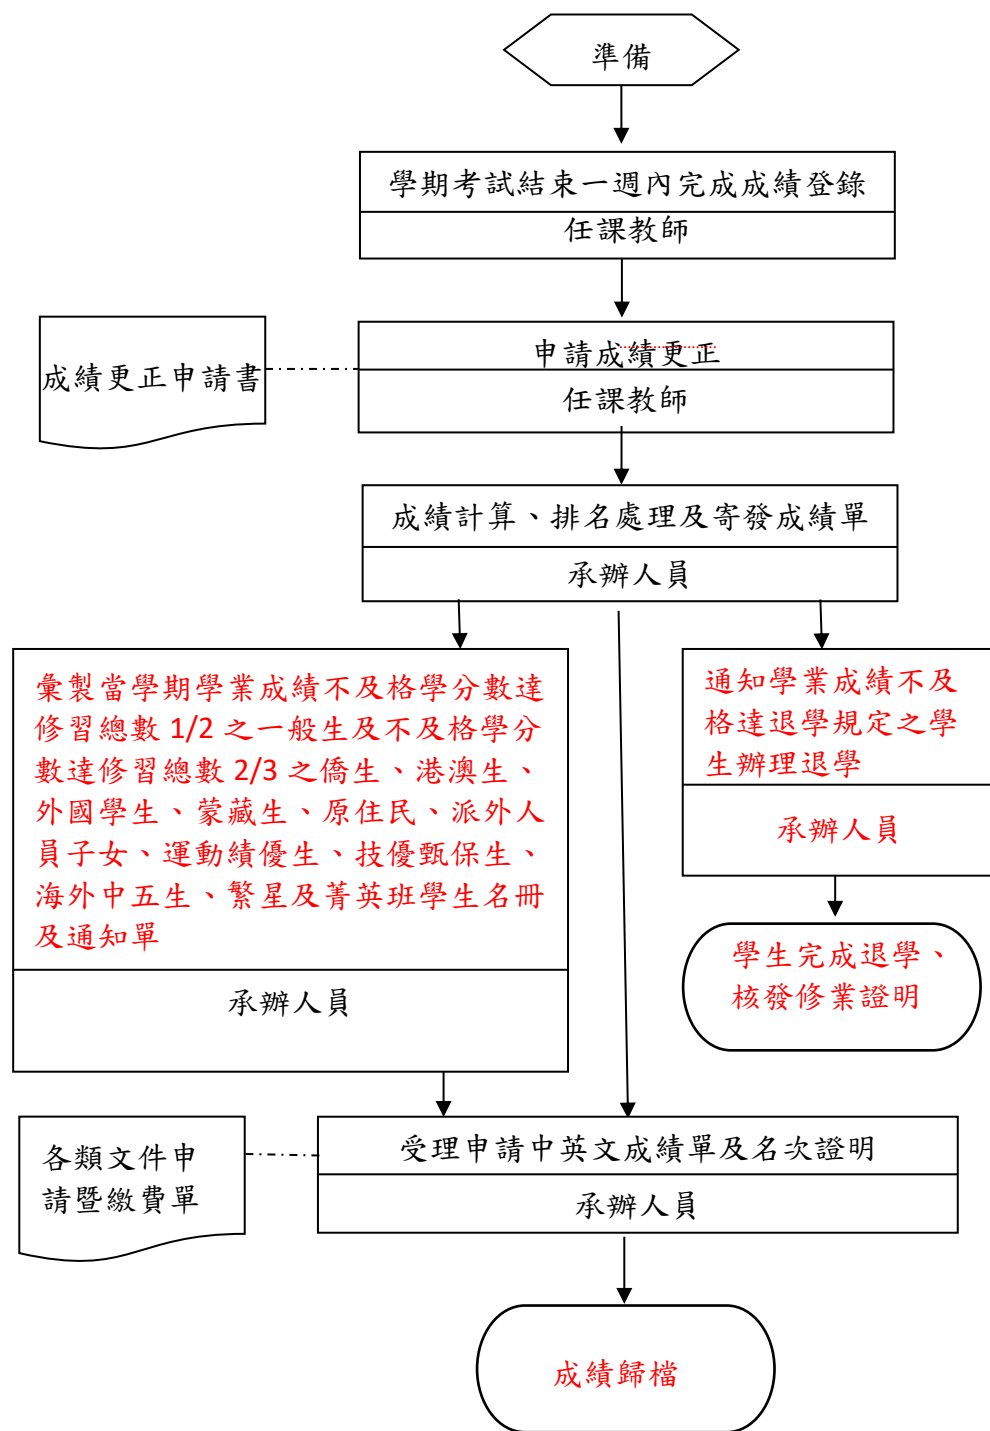 準備
學期考試結束一週內完成成績登錄
任課教師
成績更正申請書
申請成績更正
任課教師
成績計算、排名處理及寄發成績單
承辦人員
彙製當學期學業成績不及格學分數達
修習總數 1/2 之一般生及不及格學分
數達修習總數 2/3 之僑生、港澳生、
外國學生、蒙藏生、原住民、派外人
員子女、運動績優生、技優甄保生、
海外中五生、繁星及菁英班學生名冊
及通知單
承辦人員
通知學業成績不及
格達退學規定之學
生辦理退學
承辦人員
學生完成退學、
核發修業證明
各類文件申
請暨繳費單
受理申請中英文成績單及名次證明
承辦人員
成績歸檔